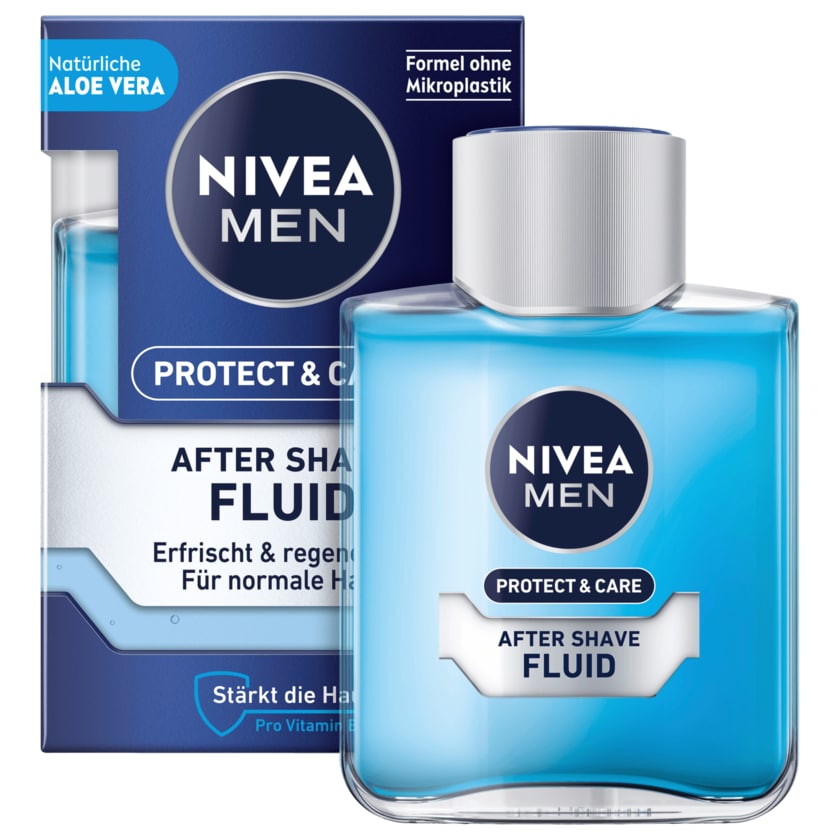 Natürliche
ALOE VERA
Formel ohne
Mikroplastik
NIVEA
MEN
PROTECT & CA
AFTER SHA
FLUID
Erfrischt & regene
Für normale Ha
Stärkt die Hau
Pro Vitamin B
NIVEA
MEN
PROTECT & CARE
AFTER SHAVE
FLUID